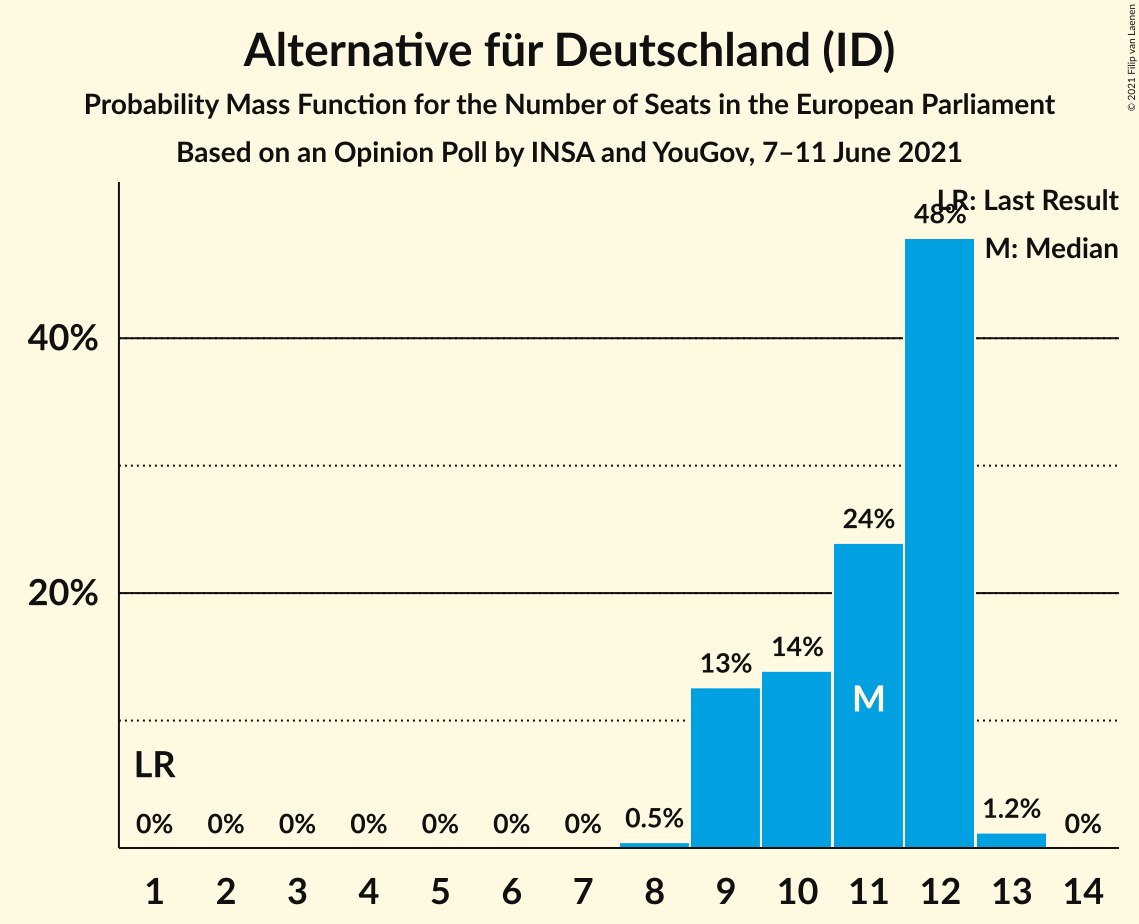 Alternative für Deutschland (ID)
Probability Mass Function for the Number of Seats in the European Parliament
Based on an Opinion Poll by INSA and YouGov, 7–11 June 2021
© 2021 Filip van Laenen
LR: Last Result
M: Median
48%
40%
24%
20%
14%
13%
M
LR
0% 0% 0% 0% 0% 0% 0% 0.5% 1.2% 0%
1 2 3 4 5 6 7 8 9 10 11 12 13 14